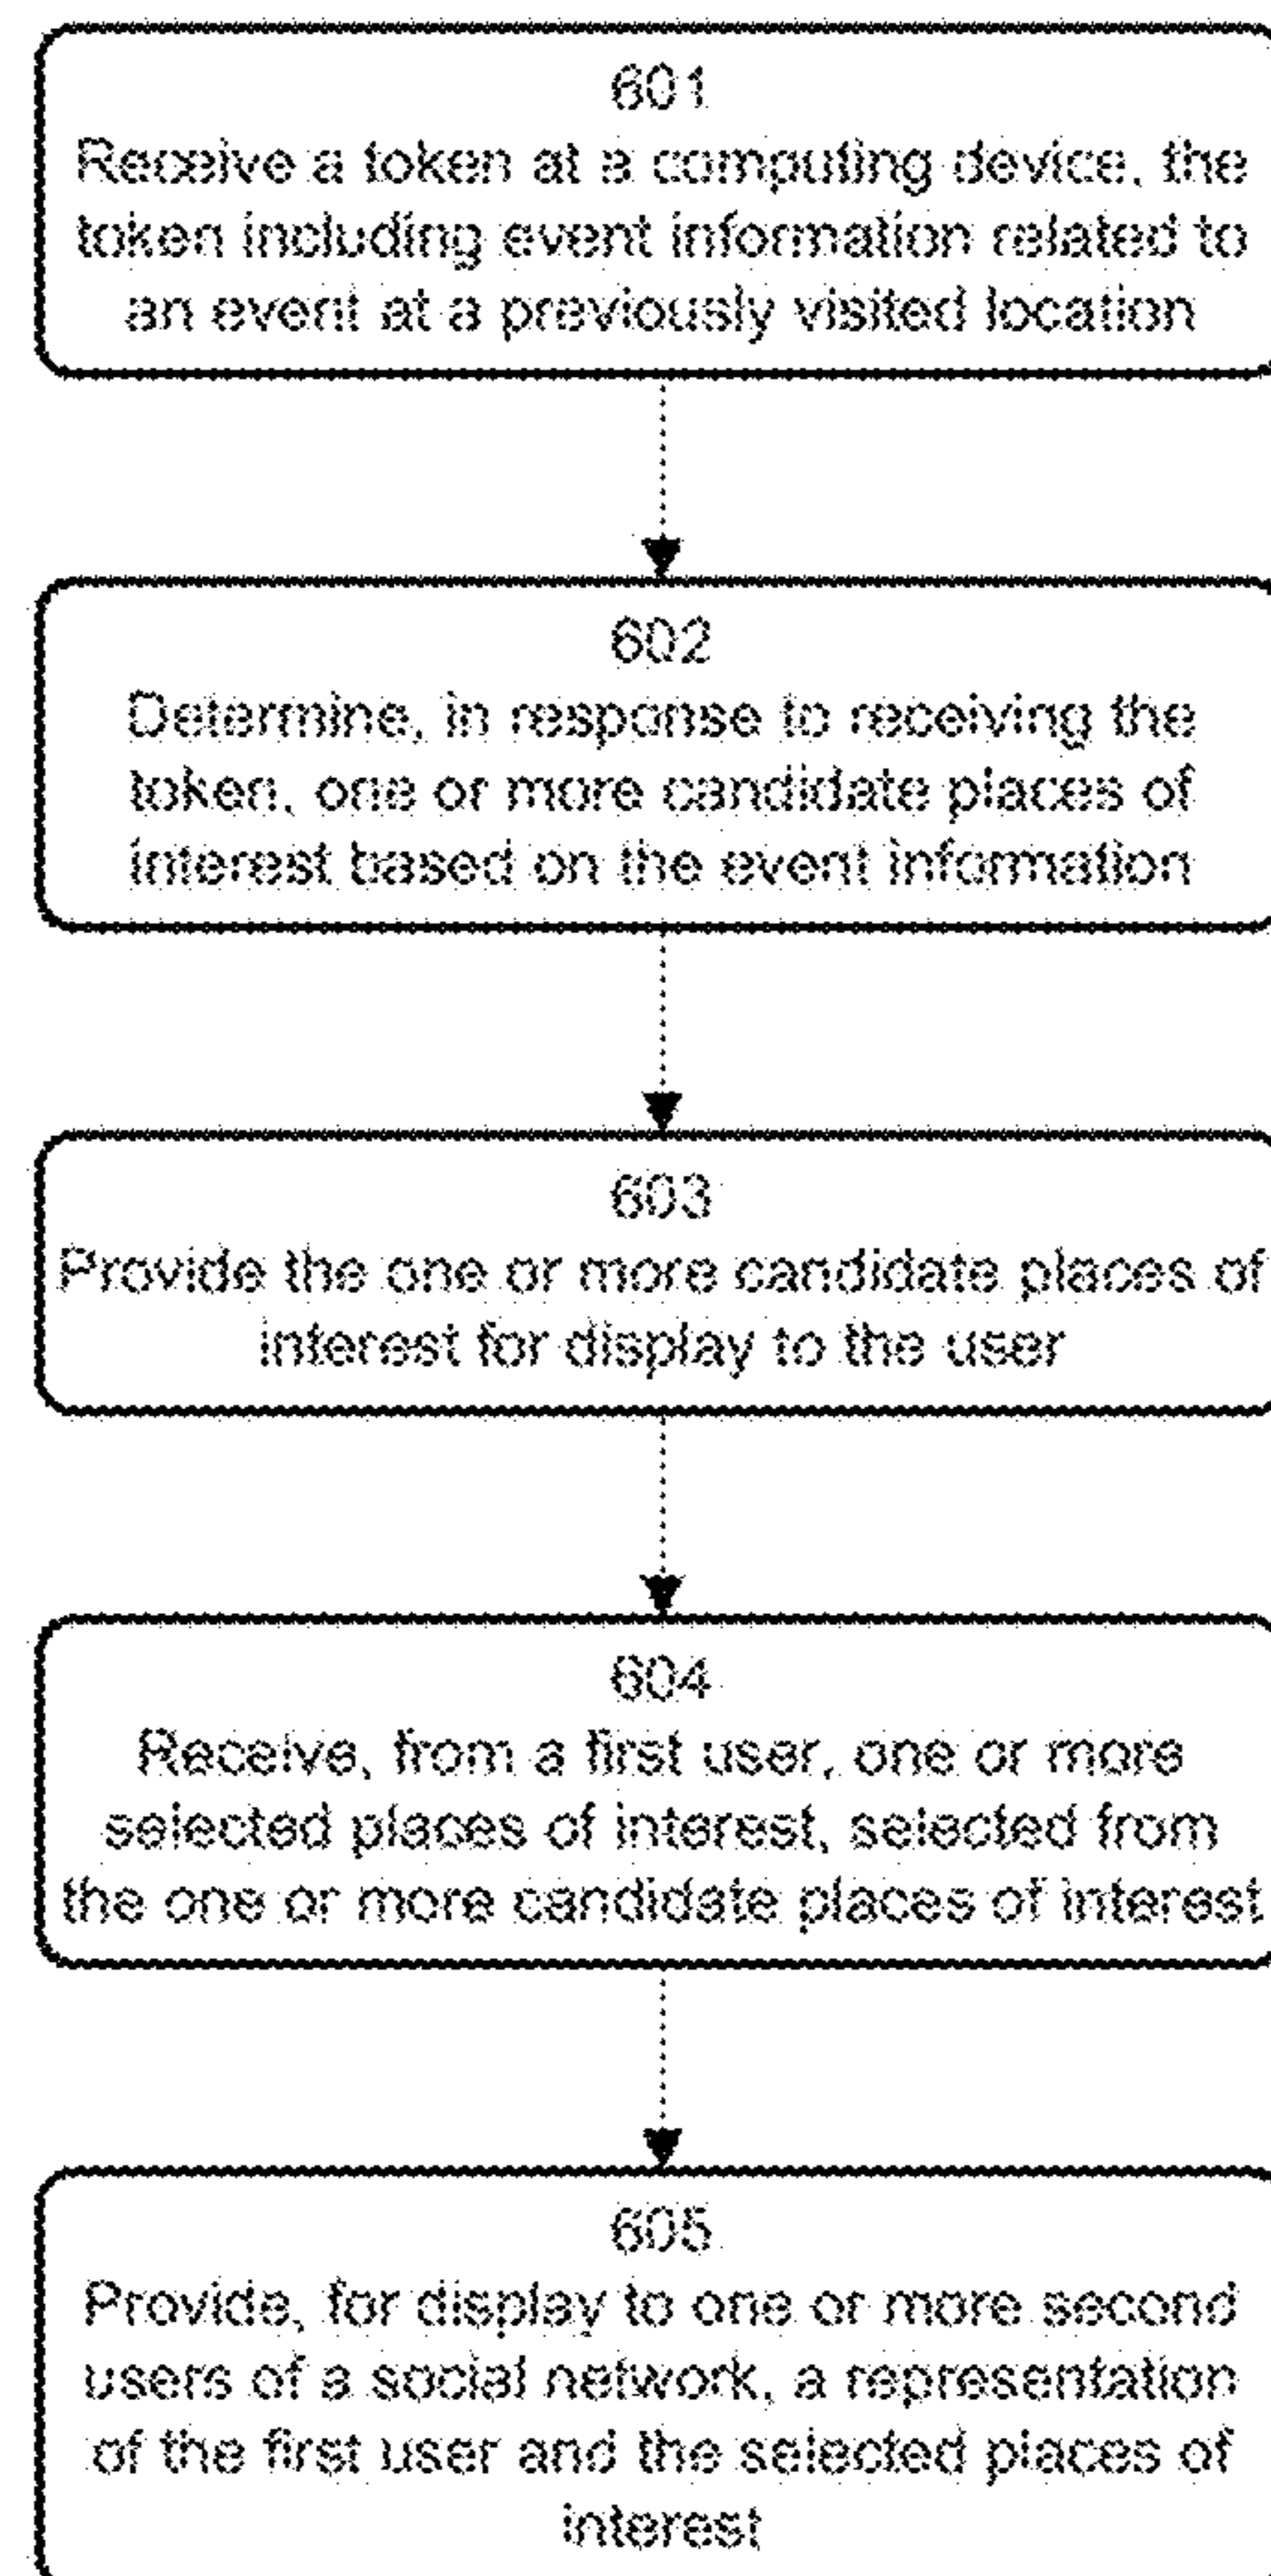 601
Receive a token at a computing device, the
token including event information related to
an event at a previously visited location
602
Determine, in response to receiving the
token, one or more candidate places of
interest based on the event information
603
Provide the one or more candidate places of
interest for display to the user
604
Receive, from a first user, one or more
selected places of interest, selected from
the one or more candidate places of interest
605
Provide, for display to one or more second
users of a social network, a representation
of the first user and the selected places of
interest